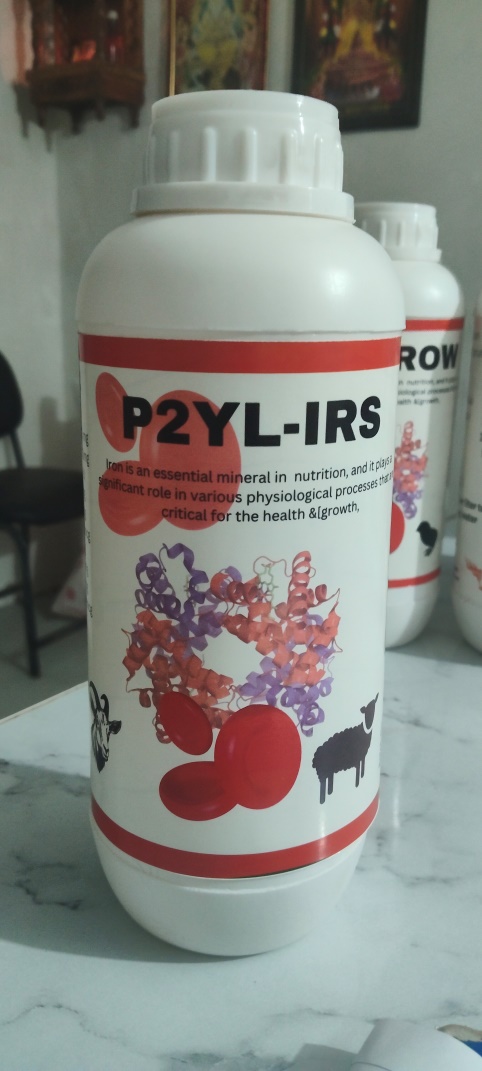 P2YL-IRS
Iron is an essential mineral in nutrition, and it plays a
significant role in various physiological processes that
critical for the health &[growth,
ROW